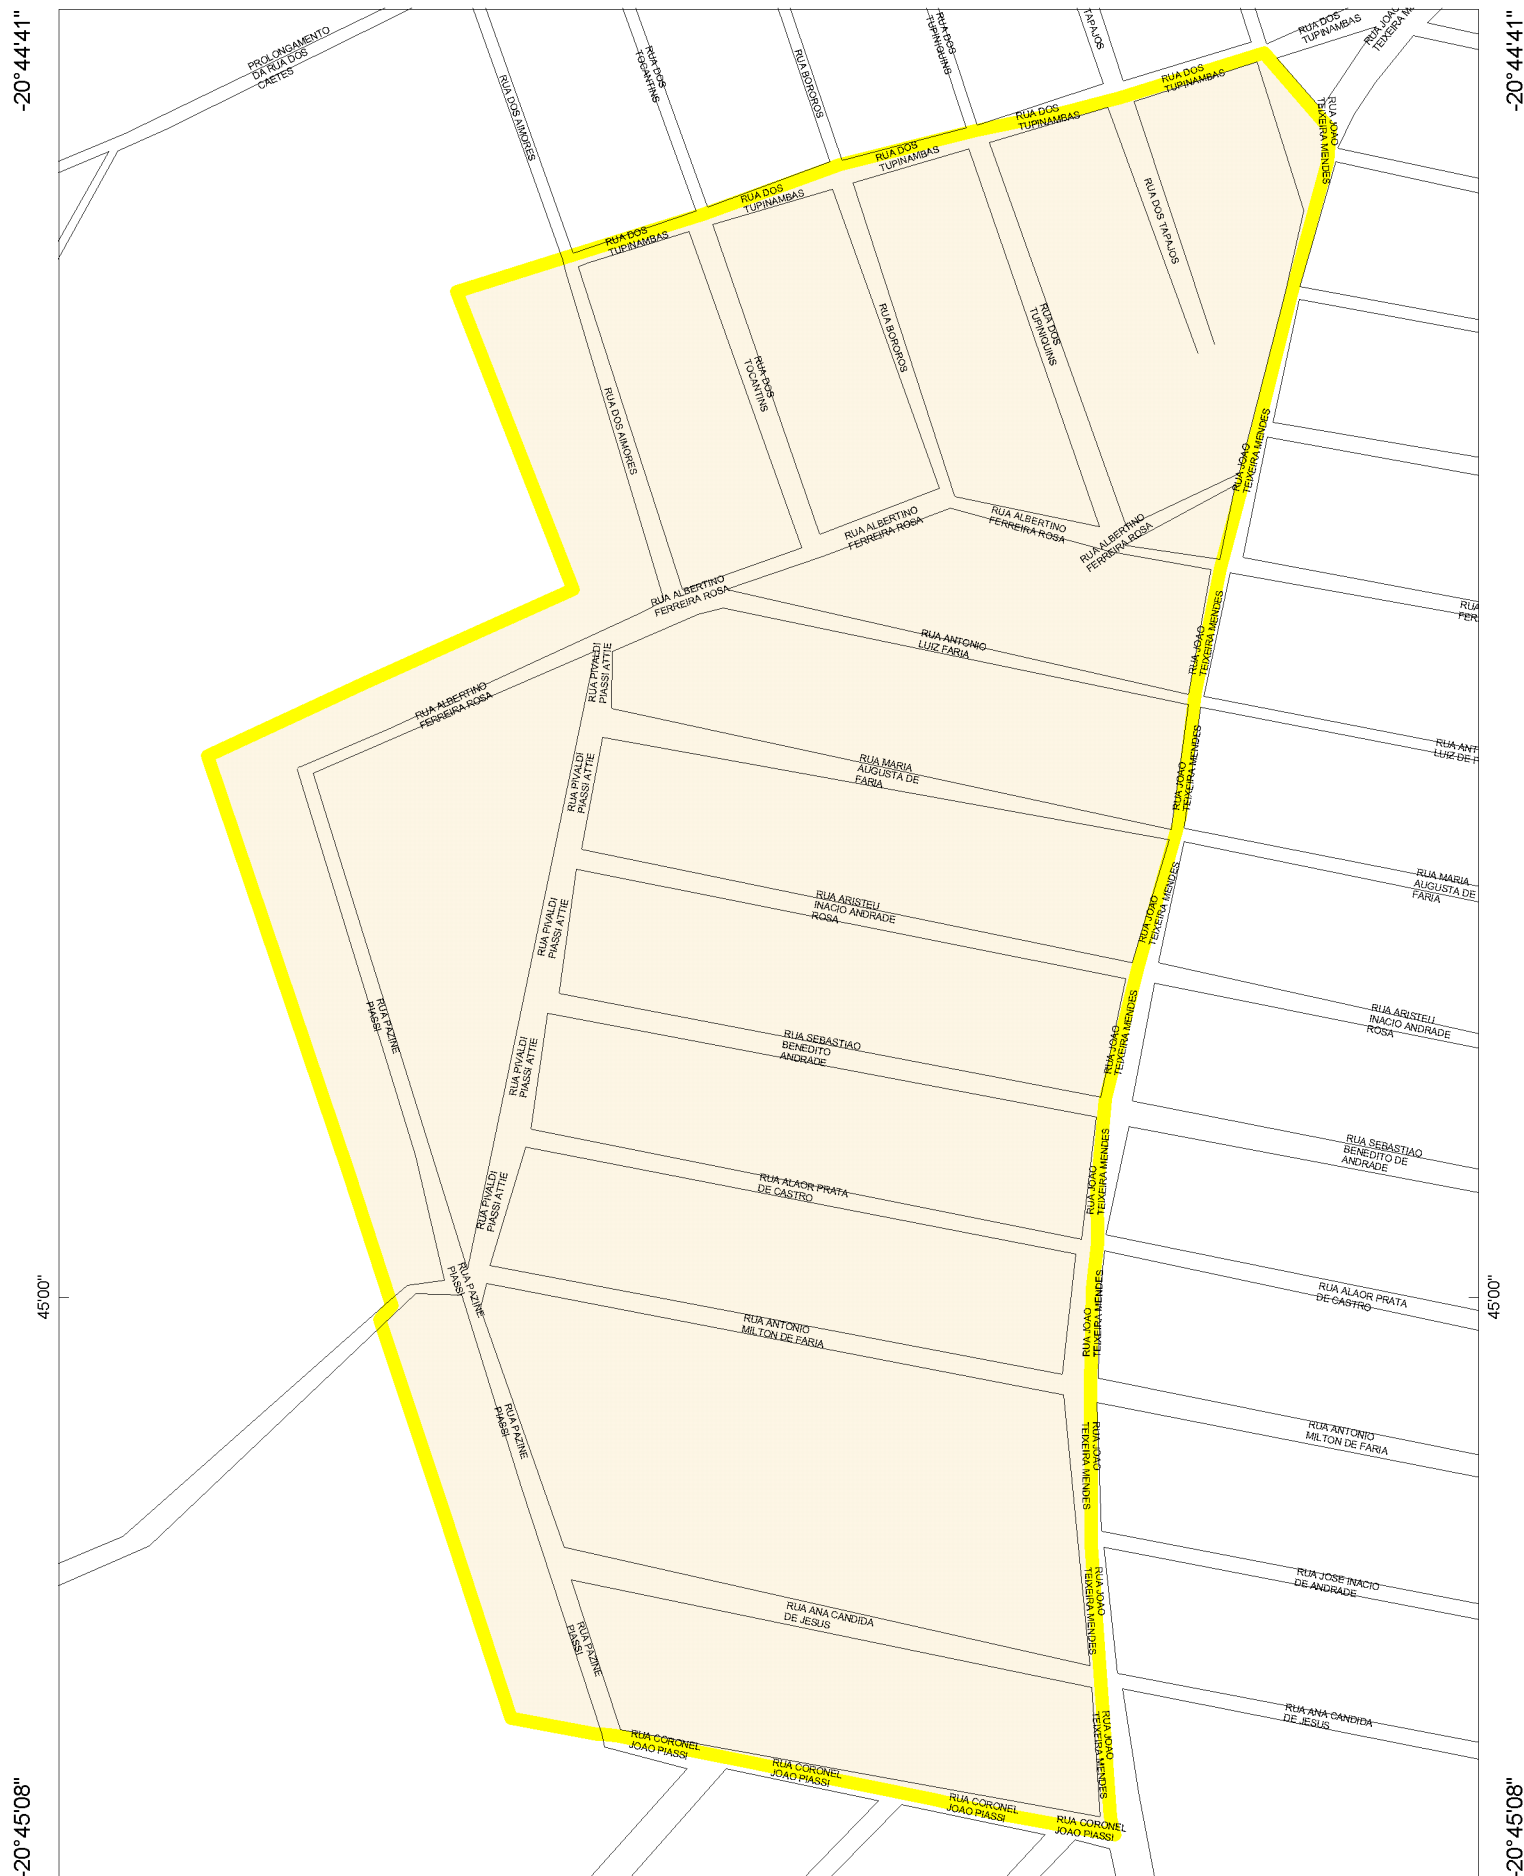 -20°44'41"
-20°44'41"
PROLONGAMENTO
DA RUA DOS
CAETES
RUA DOS AIMORES
RUA DOS
TOCANTINS
RUA BOROROS
RUA DOS
TUPINIQUINS
TAPAJOS
RUA DOS
TUPINAMBAS
RUA JOAO
TEIXEIRA M
RUA DOS
TUPINAMBAS
RUA DOS
TUPINAMBAS
RUA DOS
TUPINAMBAS
RUA DOS
TUPINAMBAS
RUA DOS
TUPINAMBAS
RUA JOAO
TEIXEIRA MENDES
RUA DOS TAPAJOS
RUA DOS
TUPINIQUINS
RUA BOROROS
RUA DOS
TOCANTINS
RUA DOS AIMORES
RUA JOAO
TEIXEIRA MENDES
RUA ALBERTINO
FERREIRA ROSA
RUA ALBERTINO
FERREIRA ROSA
RUA ALBERTINO
FERREIRA ROSA
RUA ALBERTINO
FERREIRA ROSA
RUA ALBERTINO
FERREIRA ROSA
RUA
FER
RUA JOAO
TEIXEIRA MENDES
RUA ANTONIO
LUIZ FARIA
RUA PIVALDI
PIASSI ATTIE
RUA ANT
LUIZ DE F
RUA MARIA
AUGUSTA DE
FARIA
RUA PIVALDI
PIASSI ATTIE
RUA JOAO
TEIXEIRA MENDES
RUA MARIA
AUGUSTA DE
FARIA
RUA ARISTEU
INACIO ANDRADE
ROSA
RUA PIVALDI
PIASSI ATTIE
RUA JOAO
TEIXEIRA MENDES
RUA PAZINE
PIASSI
RUA ARISTEU
INACIO ANDRADE
ROSA
RUA SEBASTIAO
BENEDITO
ANDRADE
RUA PIVALDI
PIASSI ATTIE
RUA JOAO
TEIXEIRA MENDES
RUA SEBASTIAO
BENEDITO DE
ANDRADE
RUA ALAOR PRATA
DE CASTRO
RUA PIVALDI
PIASSI ATTIE
RUA JOAO
TEIXEIRA MENDES
45'00"
RUA PAZINE
PIASSI
RUA ALAOR PRATA
DE CASTRO
45'00"
RUA ANTONIO
MILTON DE FARIA
RUA JOAO
TEIXEIRA MENDES
RUA PAZINE
PIASSI
RUA ANTONIO
MILTON DE FARIA
RUA JOAO
TEIXEIRA MENDES
RUA JOSE INACIO
DE ANDRADE
RUA ANA CANDIDA
DE JESUS
RUA JOAO
TEIXEIRA MENDES
RUA PAZINE
PIASSI
RUA ANA CANDIDA
DE JESUS
RUA JOAO
TEIXEIRA MENDES
RUA CORONEL
JOAO PIASSI
RUA CORONEL
JOAO PIASSI
RUA CORONEL
JOAO PIASSI
RUA CORONEL
JOAO PIASSI
-20°45'08"
-20°45'08"